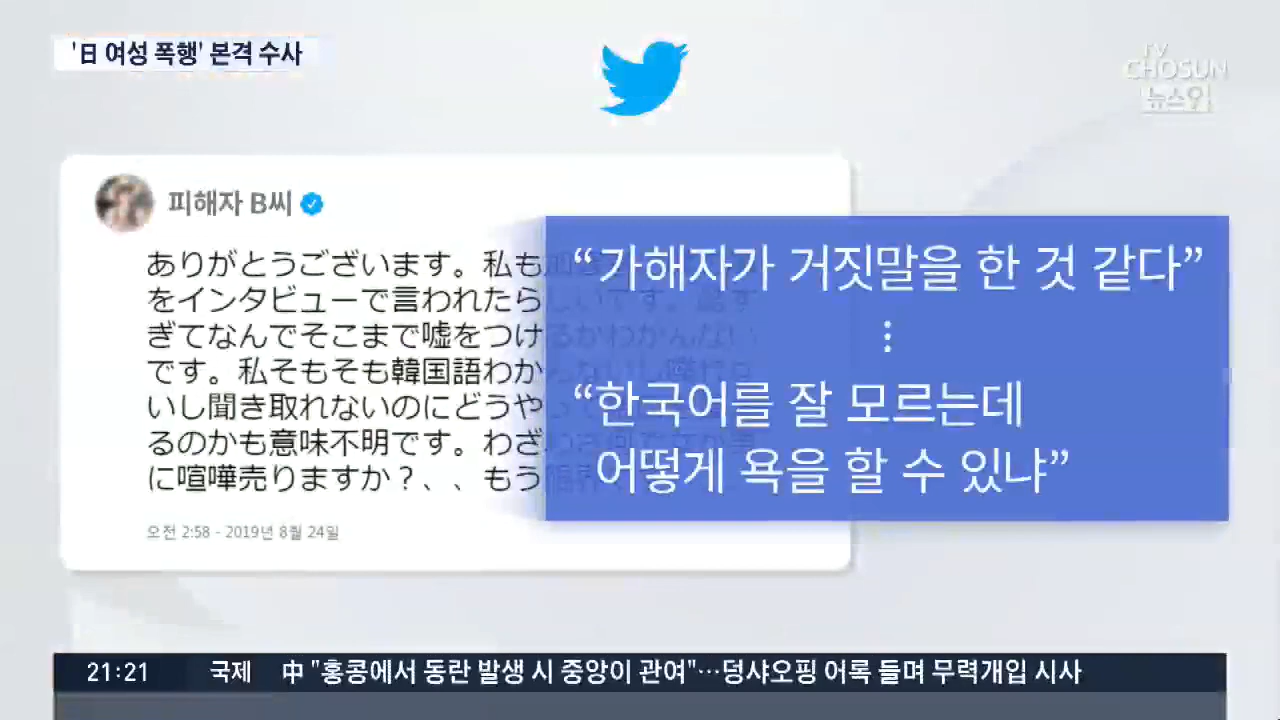 '日 여성 폭행' 본격 수사
TV
CHOSUN
뉴스9
피해자 B씨
ありがとうございます。私も
をインタビューで言われたらしいです。
ぎてなんでそこまで嘘をつけるかわかんない
です。私そもそも韓国語わか
いし聞き取れないのにどうや
るのかも意味不明です。わざ
に喧嘩売りますか？、、もう
오전 2:58 - 2019년 8월 24일
“가해자가 거짓말을 한 것 같다”
⋮
“한국어를 잘 모르는데
어떻게 욕을 할 수 있냐”
21:21 국제 中 "홍콩에서 동란 발생 시 중앙이 관여"…덩샤오핑 어록 들며 무력개입 시사